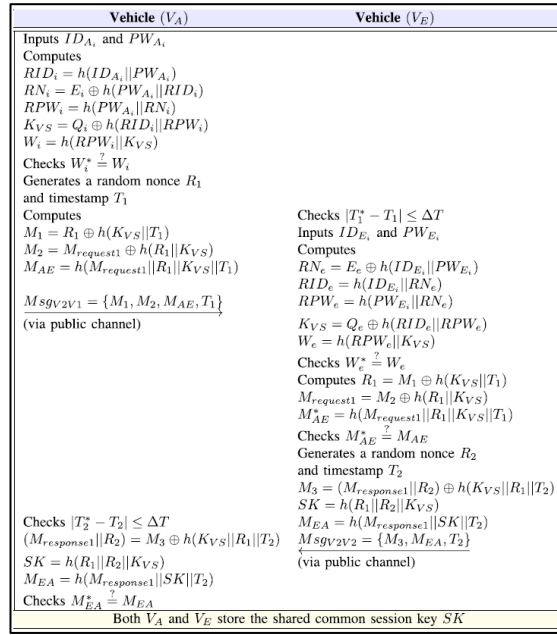 Vehicle (V_A) Vehicle (V_E)
Inputs ID_{A_i} and PW_{A_i}
Computes
RID_i = h(ID_{A_i}||PW_{A_i})
RN_i = E_i ⊕ h(PW_{A_i}||RID_i)
RPW_i = h(PW_{A_i}||RN_i)
K_{VS} = Q_i ⊕ h(RID_i||RPW_i)
W_i = h(RPW_i||K_{VS})
Checks W_i^* ≟ W_i
Generates a random nonce R_1
and timestamp T_1
Computes
M_1 = R_1 ⊕ h(K_{VS}||T_1)
M_2 = M_{request1} ⊕ h(R_1||K_{VS})
M_{AE} = h(M_{request1}||R_1||K_{VS}||T_1)
Msg_{V2V1} = {M_1, M_2, M_{AE}, T_1}
(via public channel)
Checks |T_1^* − T_1| ≤ ΔT
Inputs ID_{E_i} and PW_{E_i}
Computes
RN_e = E_e ⊕ h(ID_{E_i}||PW_{E_i})
RID_e = h(ID_{E_i}||RN_e)
RPW_e = h(PW_{E_i}||RN_e)
K_{VS} = Q_e ⊕ h(RID_e||RPW_e)
W_e = h(RPW_e||K_{VS})
Checks W_e^* ≟ W_e
Computes R_1 = M_1 ⊕ h(K_{VS}||T_1)
M_{request1} = M_2 ⊕ h(R_1||K_{VS})
M_{AE}^* = h(M_{request1}||R_1||K_{VS}||T_1)
Checks M_{AE}^* ≟ M_{AE}
Generates a random nonce R_2
and timestamp T_2
M_3 = (M_{response1}||R_2) ⊕ h(K_{VS}||R_1||T_2)
SK = h(R_1||R_2||K_{VS})
M_{EA} = h(M_{response1}||SK||T_2)
Msg_{V2V2} = {M_3, M_{EA}, T_2}
(via public channel)
Checks |T_2^* − T_2| ≤ ΔT
(M_{response1}||R_2) = M_3 ⊕ h(K_{VS}||R_1||T_2)
SK = h(R_1||R_2||K_{VS})
M_{EA} = h(M_{response1}||SK||T_2)
Checks M_{EA}^* ≟ M_{EA}
Both V_A and V_E store the shared common session key SK